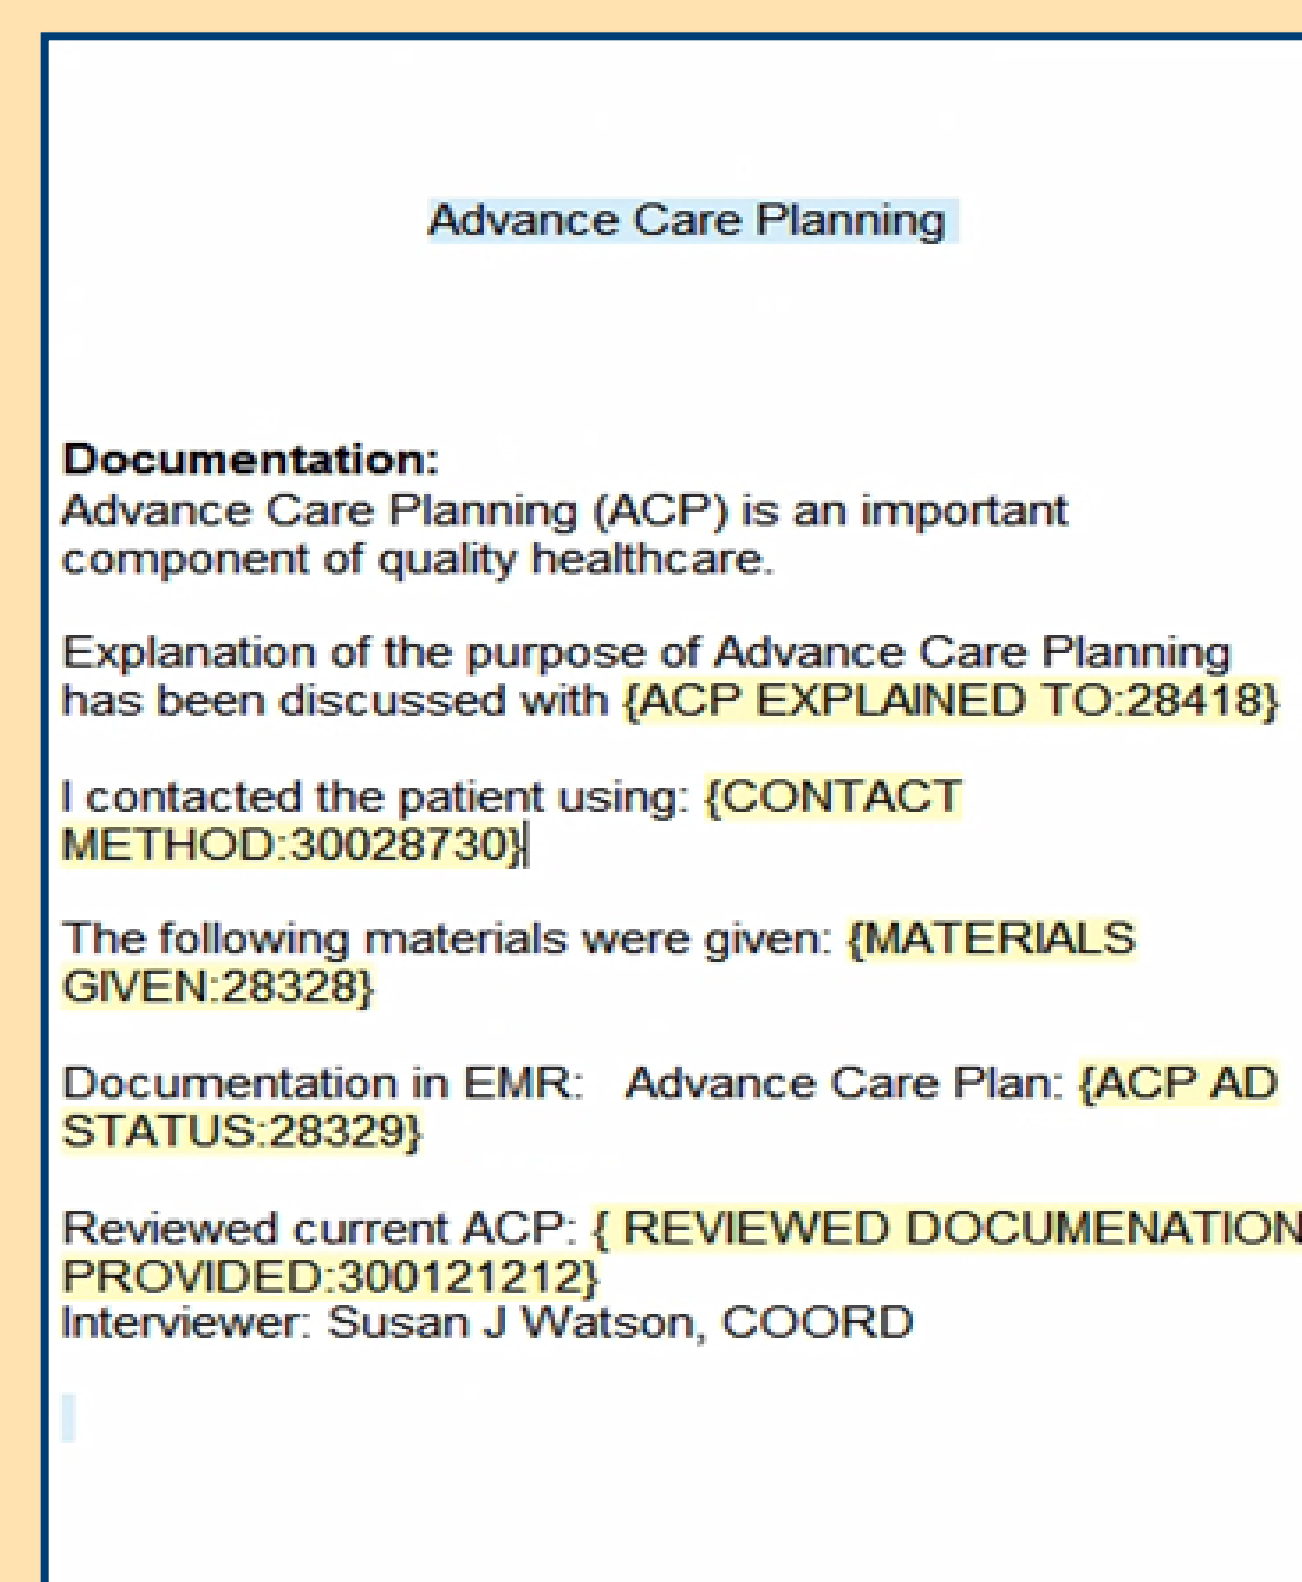 Advance Care Planning
Documentation:
Advance Care Planning (ACP) is an important
component of quality healthcare.
Explanation of the purpose of Advance Care Planning
has been discussed with {ACP EXPLAINED TO:28418}
I contacted the patient using: {CONTACT
METHOD:30028730}
The following materials were given: {MATERIALS
GIVEN:28328}
Documentation in EMR:   Advance Care Plan: {ACP AD
STATUS:28329}
Reviewed current ACP: { REVIEWED DOCUMENATION
PROVIDED:300121212}
Interviewer: Susan J Watson, COORD